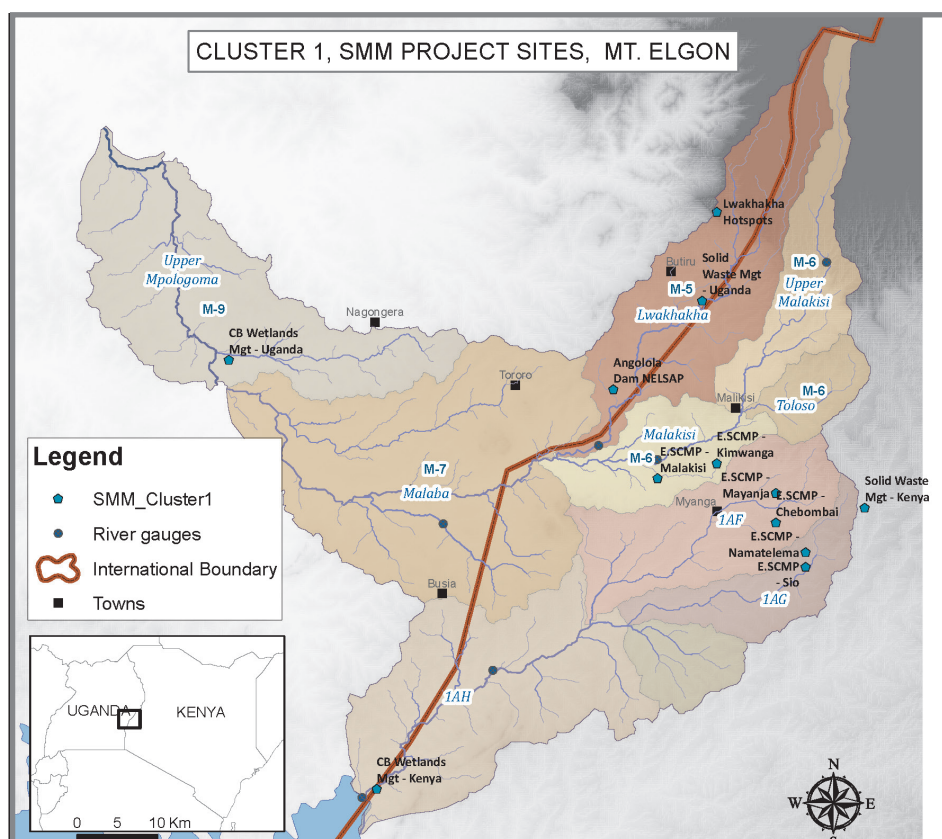 CLUSTER 1, SMM PROJECT SITES, MT. ELGON
Lwakhakha
Hotspots
Solid
Waste Mgt
- Uganda
Butiru
M-5
Lwakhakha
M-6
Upper
Malakisi
Upper
Mpologoma
M-9
Nagongera
CB Wetlands
Mgt - Uganda
Angolola
Dam NELSAP
Tororo
Malikisi
M-6
Toloso
Malakisi
M-6
E.SCMP -
Malakisi
E.SCMP -
Kimwanga
E.SCMP -
Mayanja
E.SCMP -
Chebombai
Solid Waste
Mgt - Kenya
Myanga
1AF
E.SCMP -
Namatelema
E.SCMP
- Sio
1AG
M-7
Malaba
Busia
1AH
CB Wetlands
Mgt - Kenya
Legend
SMM_Cluster1
River gauges
International Boundary
Towns
UGANDA
KENYA
0 5 10 Km
N
W E
S